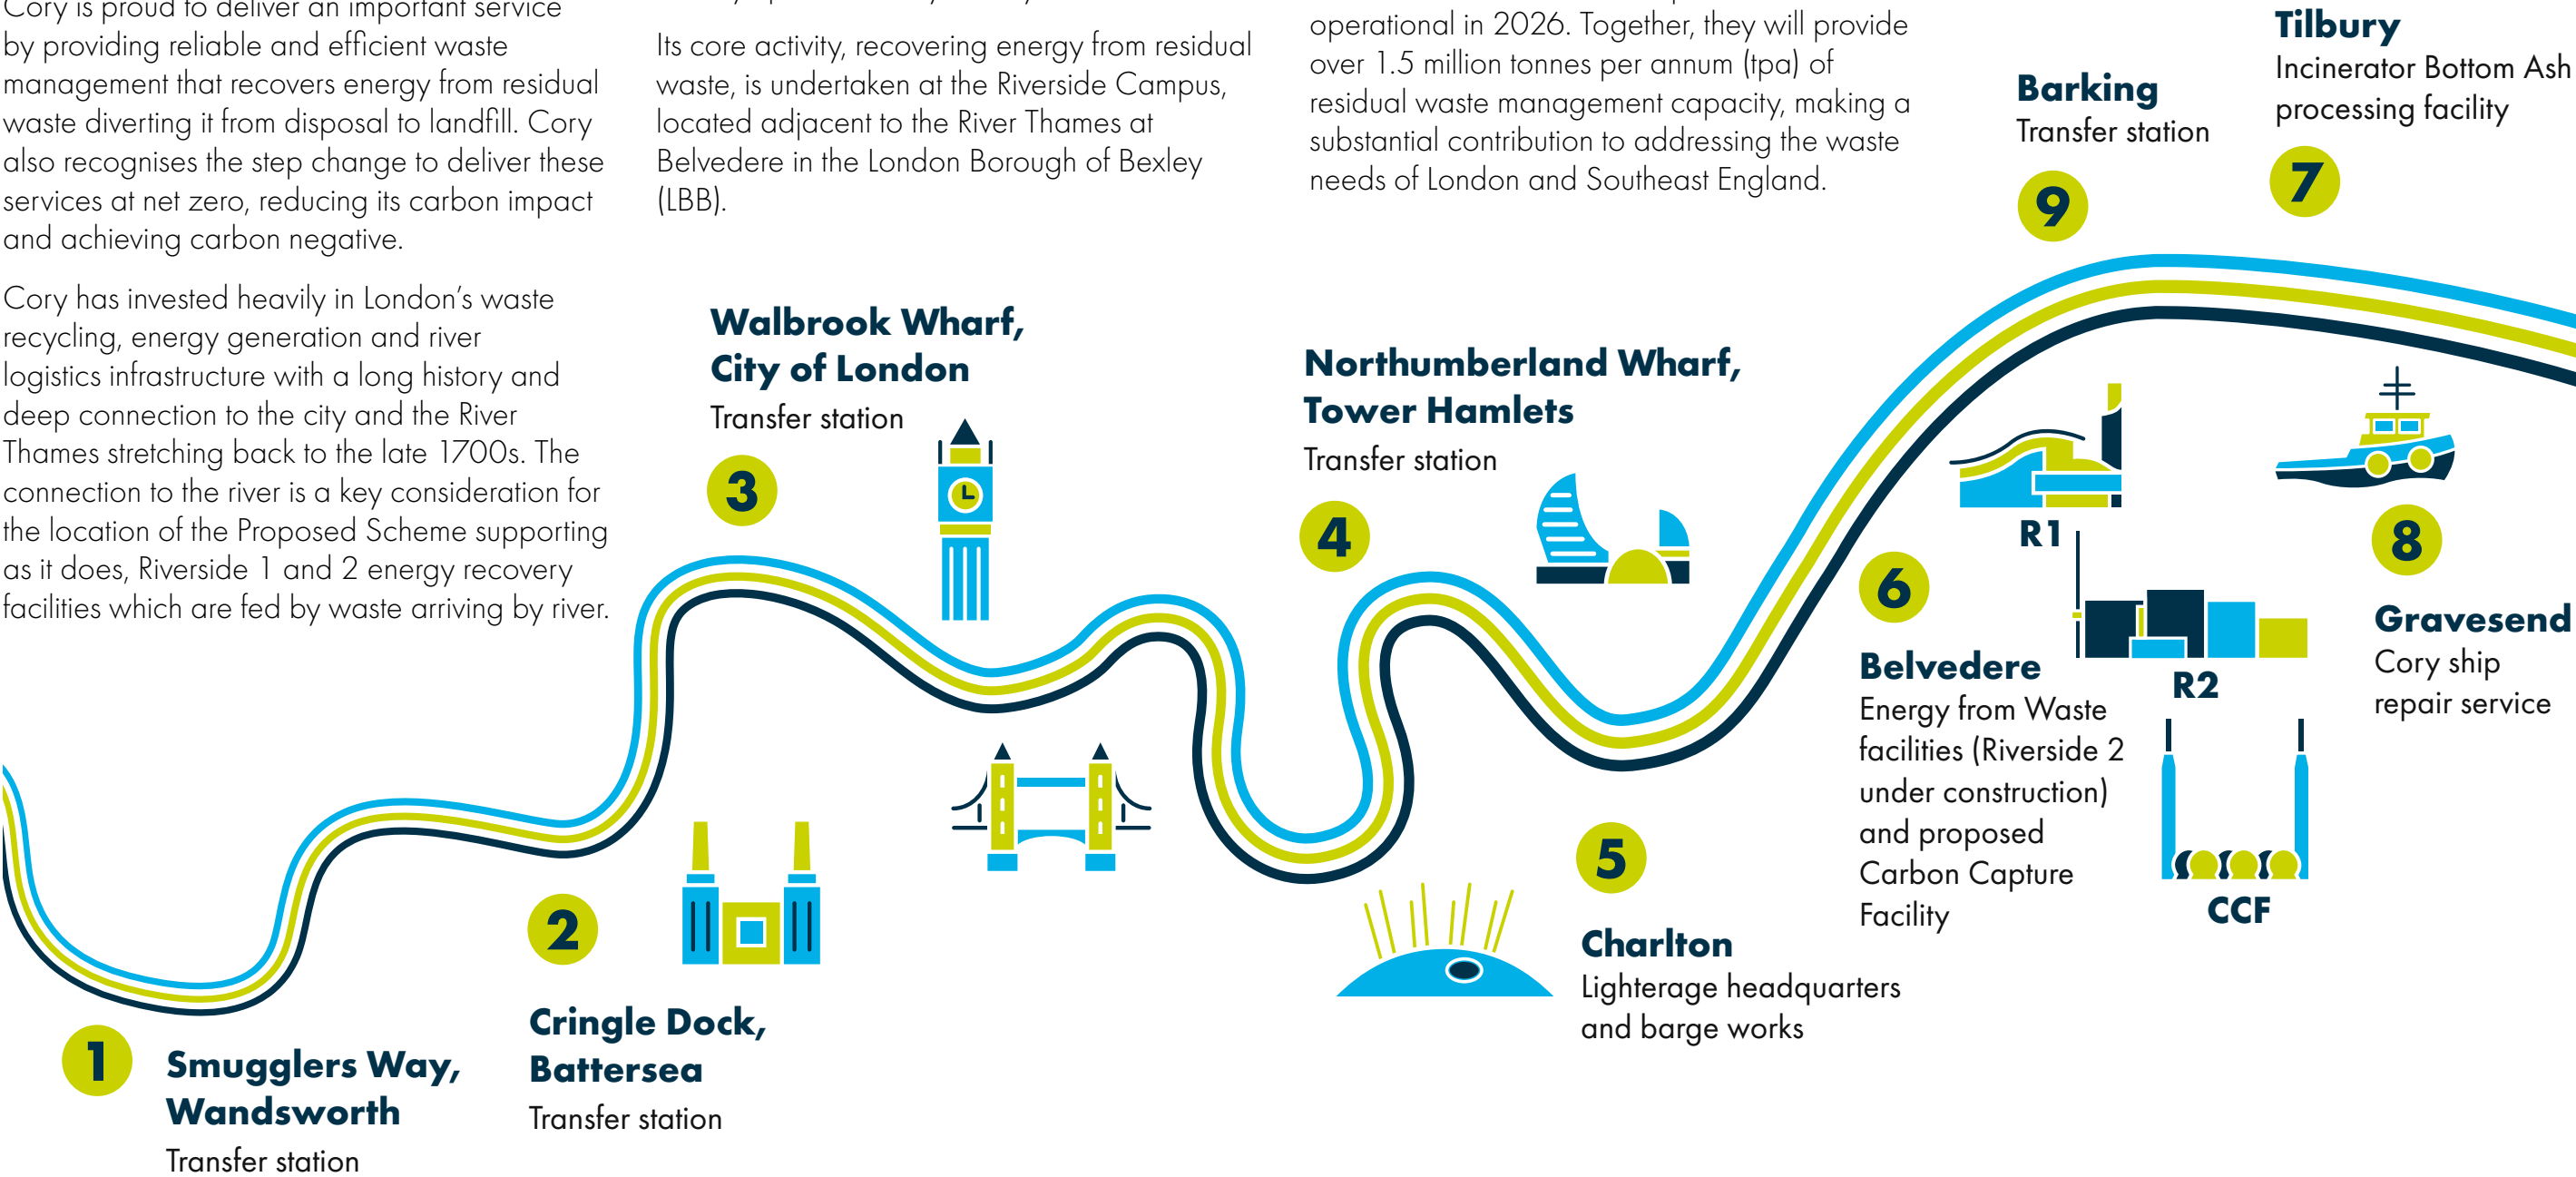 Cory is proud to deliver an important service
by providing reliable and efficient waste
management that recovers energy from residual
waste diverting it from disposal to landfill. Cory
also recognises the step change to deliver these
services at net zero, reducing its carbon impact
and achieving carbon negative.
Cory has invested heavily in London's waste
recycling, energy generation and river
logistics infrastructure with a long history and
deep connection to the city and the River
Thames stretching back to the late 1700s. The
connection to the river is a key consideration for
the location of the Proposed Scheme supporting
as it does, Riverside 1 and 2 energy recovery
facilities which are fed by waste arriving by river.
Its core activity, recovering energy from residual
waste, is undertaken at the Riverside Campus,
located adjacent to the River Thames at
Belvedere in the London Borough of Bexley
(LBB).
operational in 2026. Together, they will provide
over 1.5 million tonnes per annum (tpa) of
residual waste management capacity, making a
substantial contribution to addressing the waste
needs of London and Southeast England.
1
Smugglers Way,
Wandsworth
Transfer station
2
Cringle Dock,
Battersea
Transfer station
Walbrook Wharf,
City of London
Transfer station
3
Northumberland Wharf,
Tower Hamlets
Transfer station
4
5
Charlton
Lighterage headquarters
and barge works
6
Belvedere
Energy from Waste
facilities (Riverside 2
under construction)
and proposed
Carbon Capture
Facility
R1
R2
CCF
Tilbury
Incinerator Bottom Ash
processing facility
7
8
Gravesend
Cory ship
repair service
Barking
Transfer station
9